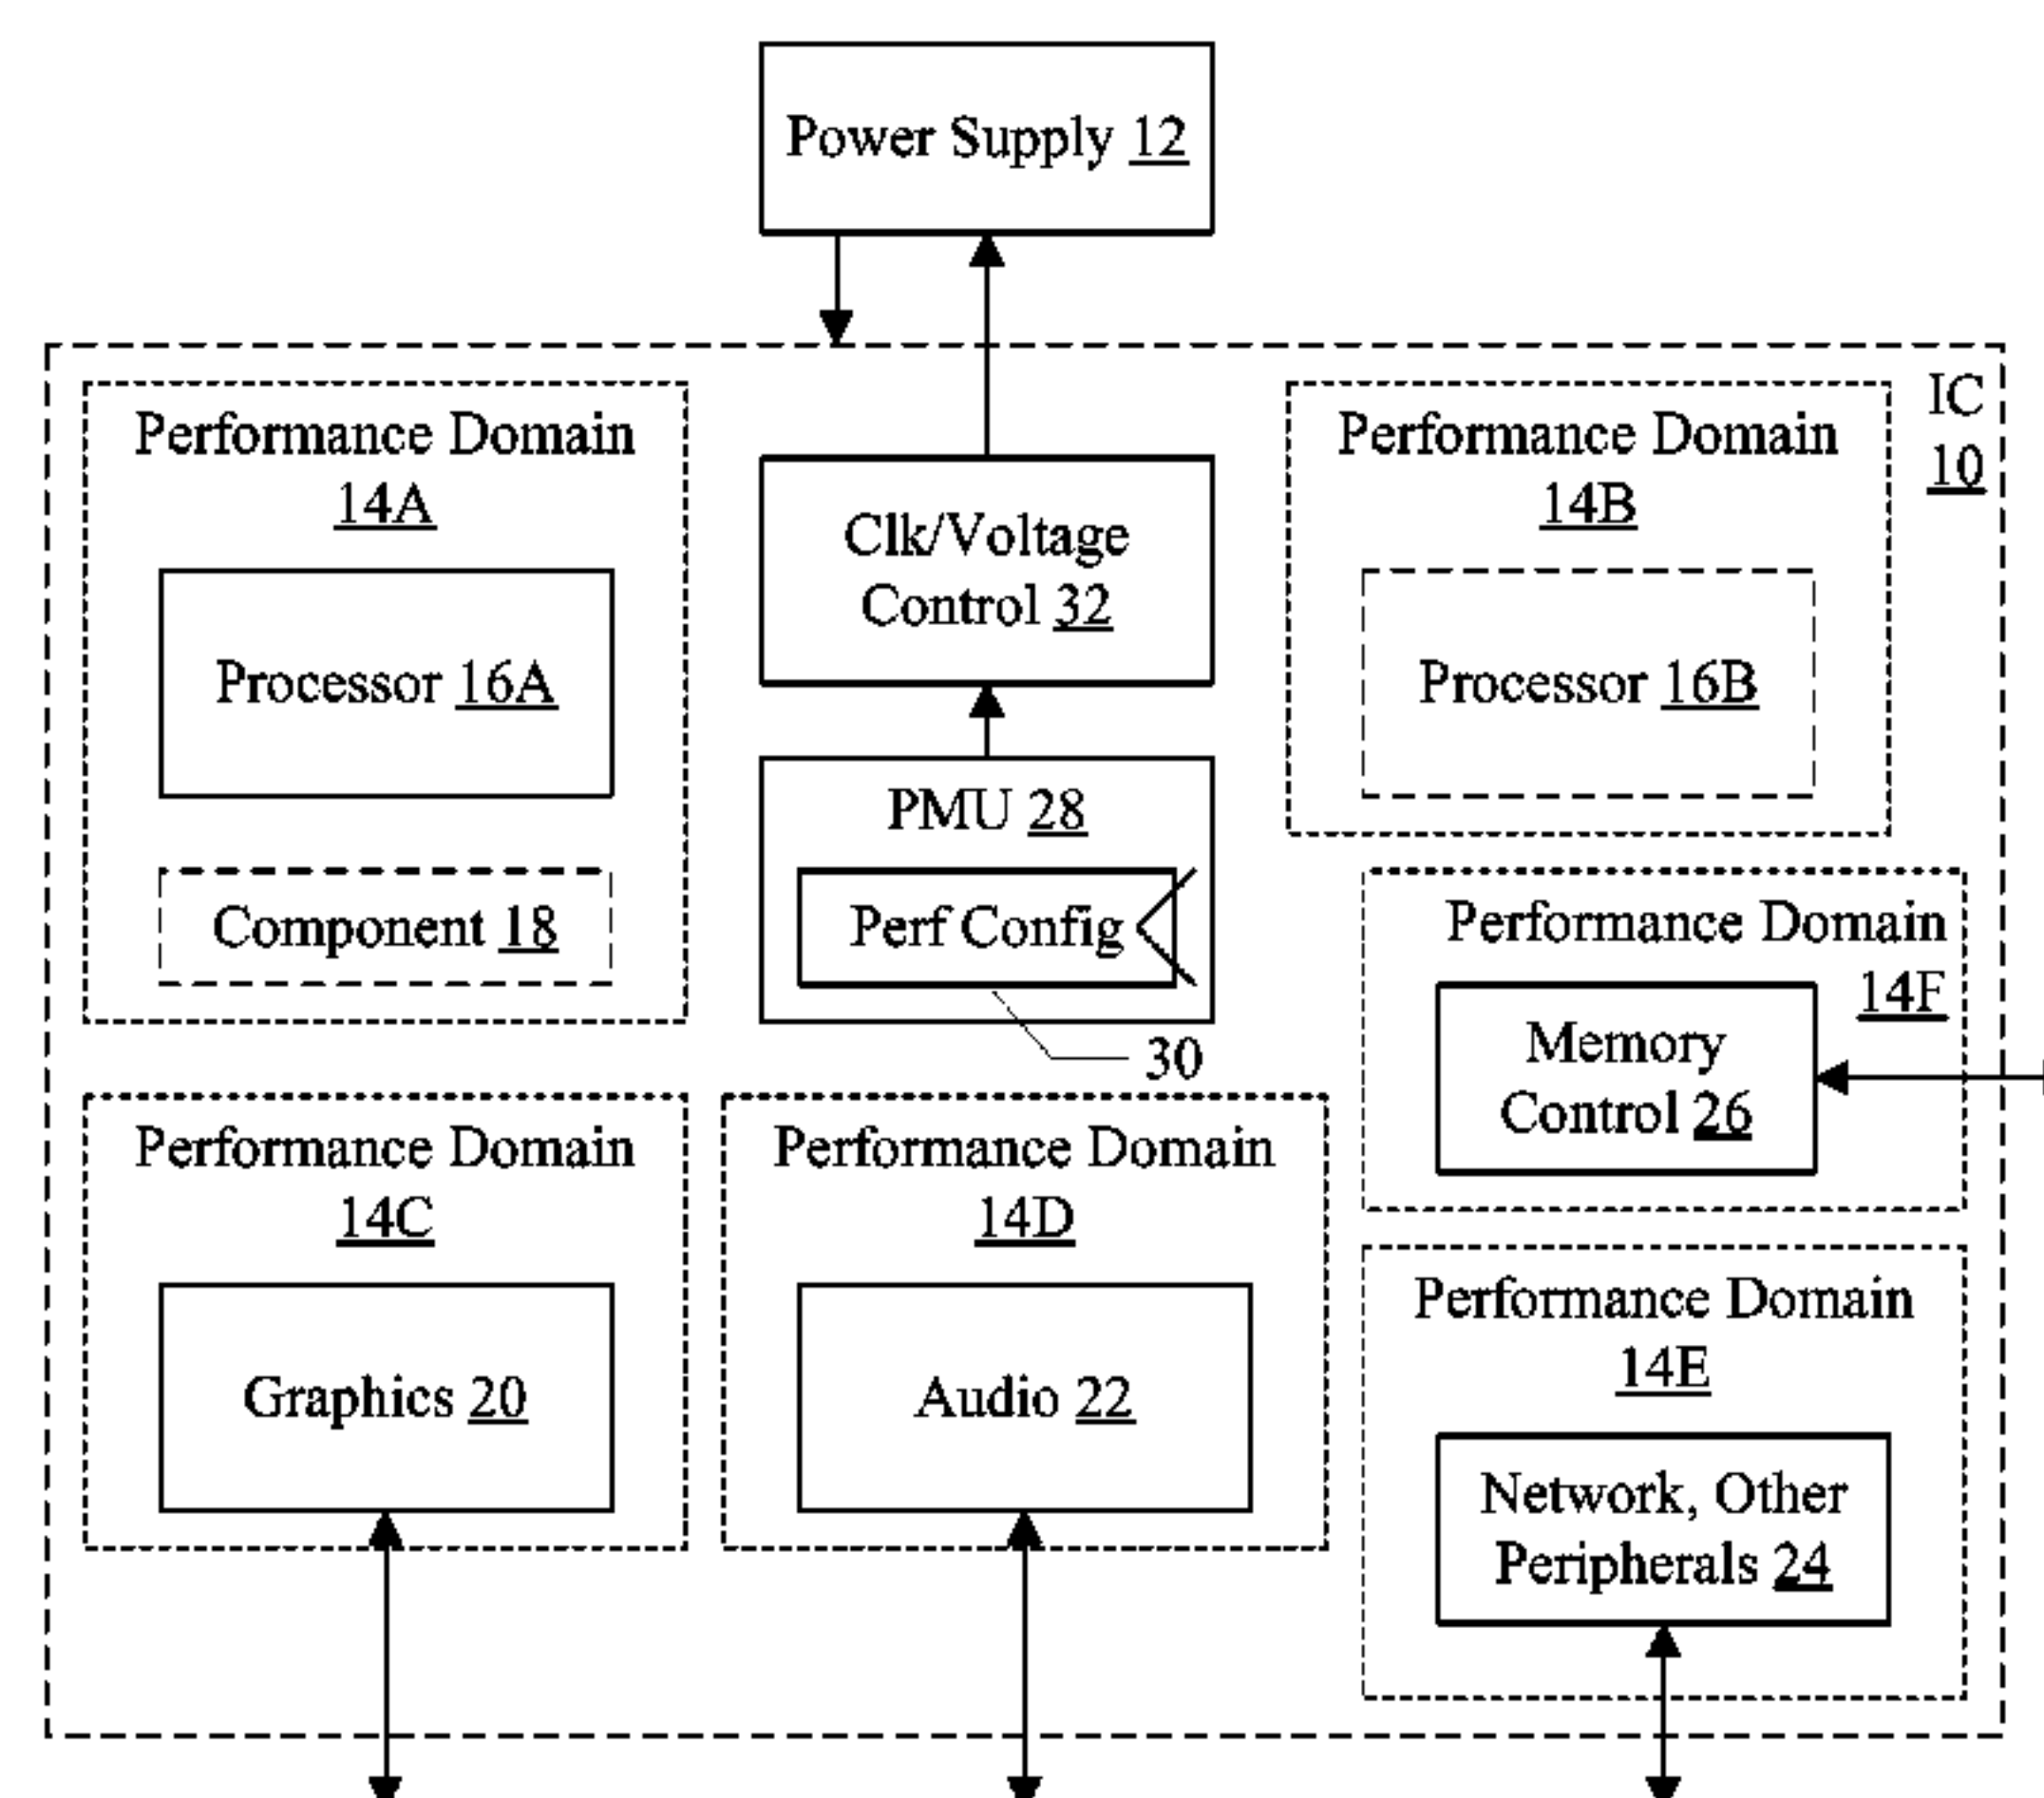 Power Supply 12
IC
10
Performance Domain
14A
Processor 16A
Component 18
Clk/Voltage
Control 32
PMU 28
Perf Config
30
Performance Domain
14B
Processor 16B
Performance Domain
14F
Memory
Control 26
Performance Domain
14C
Graphics 20
Performance Domain
14D
Audio 22
Performance Domain
14E
Network, Other
Peripherals 24